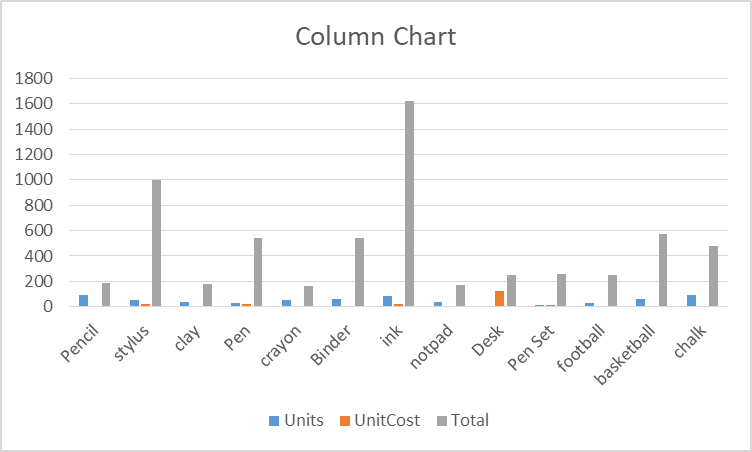 Column Chart
1800
1600
1400
1200
1000
800
600
400
200
0
Pencil
stylus
clay
Pen
crayon
Binder
ink
notpad
Desk
Pen Set
football
basketball
chalk
Units UnitCost Total